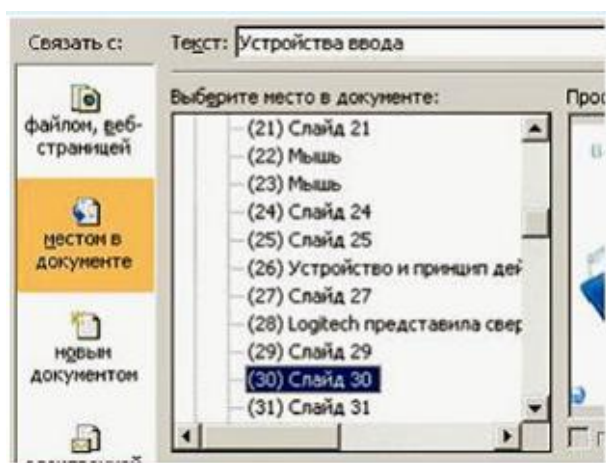 Связать с:
Текст: Устройства ввода
файлом, веб-
страницей
местом в
документе
новым
документом
Выберите место в документе:
(21) Слайд 21
(22) Мышь
(23) Мышь
(24) Слайд 24
(25) Слайд 25
(26) Устройство и принцип дей
(27) Слайд 27
(28) Logitech представила свер
(29) Слайд 29
(30) Слайд 30
(31) Слайд 31
Прос